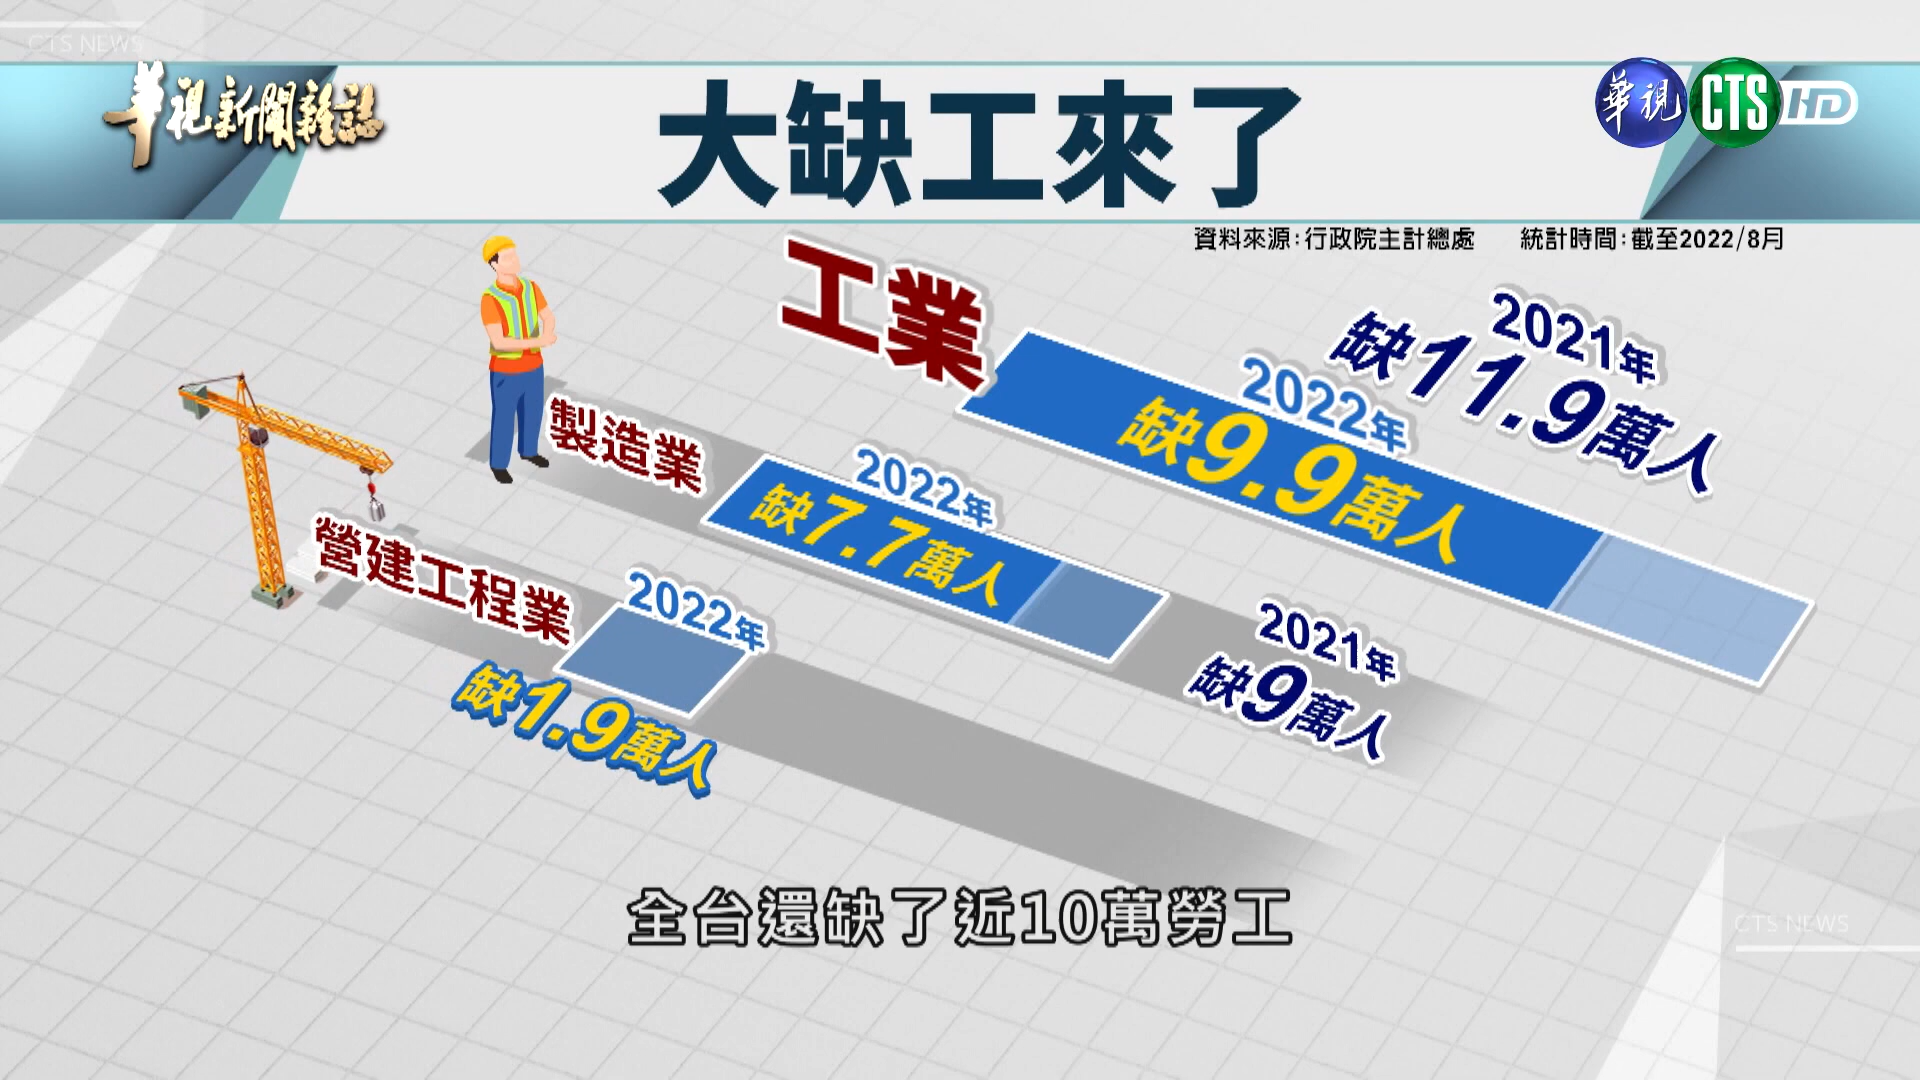 CTS NEWS
華視新聞雜誌
大缺工來了
華視 CTS HD
資料來源:行政院主計總處 統計時間:截至2022/8月
工業
2021年
缺11.9萬人
2022年
缺9.9萬人
製造業
2022年
缺7.7萬人
2021年
缺9萬人
營建工程業
2022年
缺1.9萬人
全台還缺了近10萬勞工
CTS NEWS